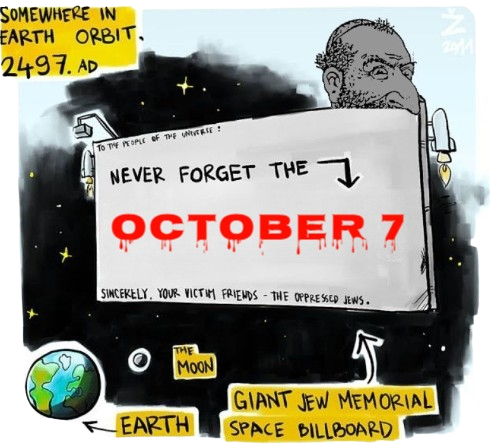 SOMEWHERE IN
EARTH ORBIT.
2497. AD
Ž
2011
TO THE PEOPLE OF THE UNIVERSE:
NEVER FORGET THE
OCTOBER 7
SINCERELY, YOUR VICTIM FRIENDS - THE OPPRESSED JEWS.
THE
MOON
EARTH
GIANT JEW MEMORIAL
SPACE BILLBOARD